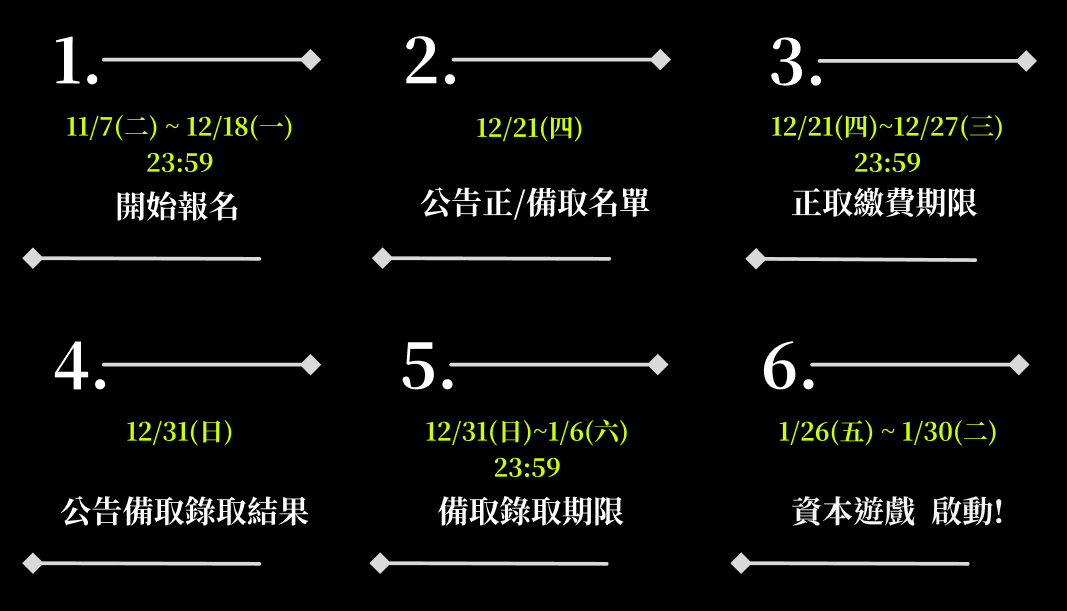 1.
11/7(二) ~ 12/18(一)
23:59
開始報名
2.
12/21(四)
公告正/備取名單
3.
12/21(四)~12/27(三)
23:59
正取繳費期限
4.
12/31(日)
公告備取錄取結果
5.
12/31(日)~1/6(六)
23:59
備取錄取期限
6.
1/26(五) ~ 1/30(二)
資本遊戲 啟動!